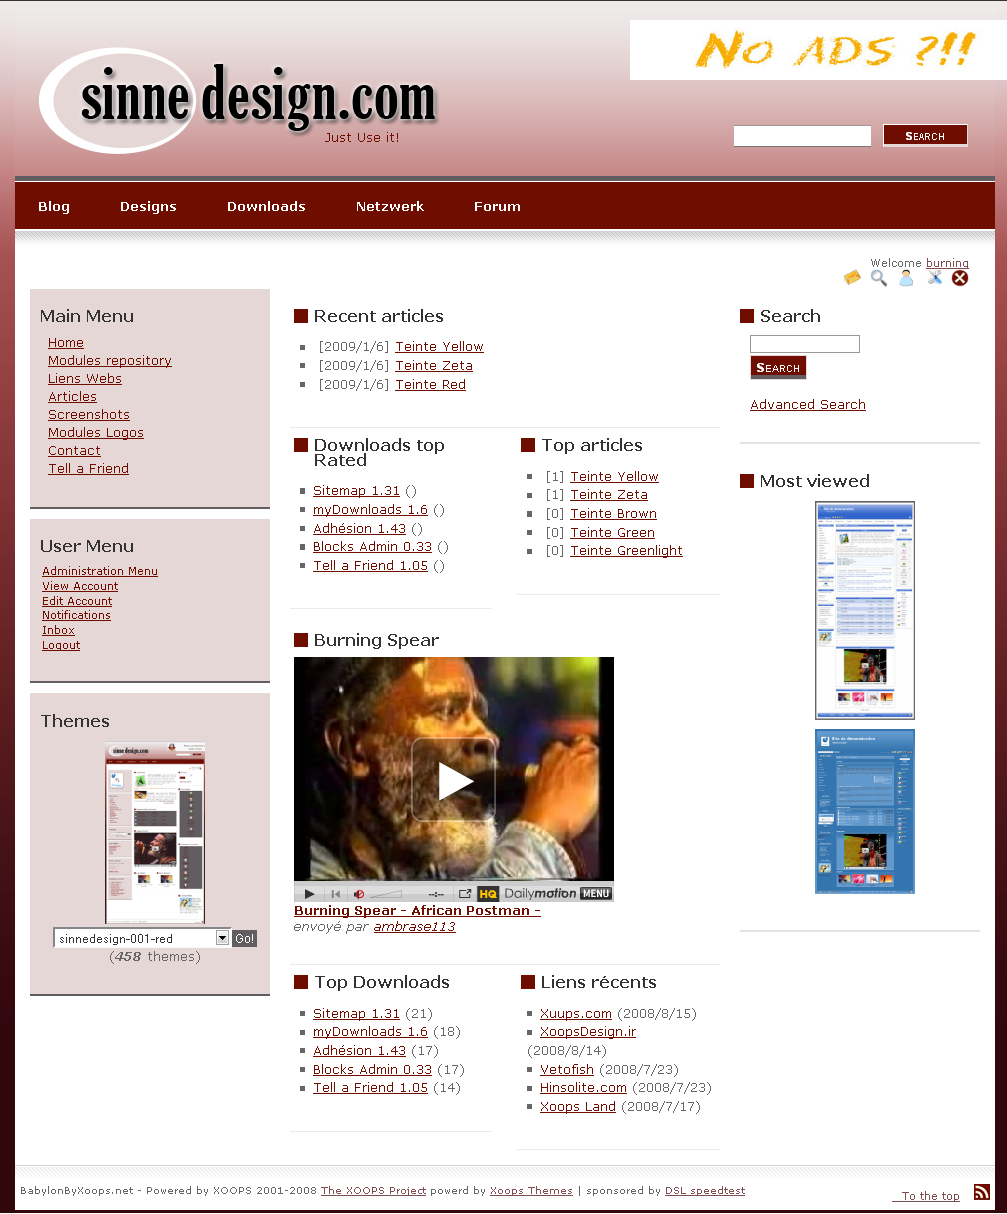 No ADS ?!!
sinne design.com
Just Use it!
Search
Blog Designs Downloads Netzwerk Forum
Welcome burning
Main Menu
Home
Modules repository
Liens Webs
Articles
Screenshots
Modules Logos
Contact
Tell a Friend
User Menu
Administration Menu
View Account
Edit Account
Notifications
Inbox
Logout
Themes
sinnedesign-001-red Go!
(458 themes)
Recent articles
[2009/1/6] Teinte Yellow
[2009/1/6] Teinte Zeta
[2009/1/6] Teinte Red
Downloads top
Rated
Sitemap 1.31 ()
myDownloads 1.6 ()
Adhésion 1.43 ()
Blocks Admin 0.33 ()
Tell a Friend 1.05 ()
Top articles
[1] Teinte Yellow
[1] Teinte Zeta
[0] Teinte Brown
[0] Teinte Green
[0] Teinte Greenlight
Burning Spear
--:-- HQ Dailymotion MENU
Burning Spear - African Postman -
envoyé par ambrase113
Top Downloads
Sitemap 1.31 (21)
myDownloads 1.6 (18)
Adhésion 1.43 (17)
Blocks Admin 0.33 (17)
Tell a Friend 1.05 (14)
Liens récents
Xuups.com (2008/8/15)
XoopsDesign.ir
(2008/8/14)
Vetofish (2008/7/23)
Hinsolite.com (2008/7/23)
Xoops Land (2008/7/17)
Search
Search
Advanced Search
Most viewed
BabylonByXoops.net - Powered by XOOPS 2001-2008 The XOOPS Project powerd by Xoops Themes | sponsored by DSL speedtest
To the top